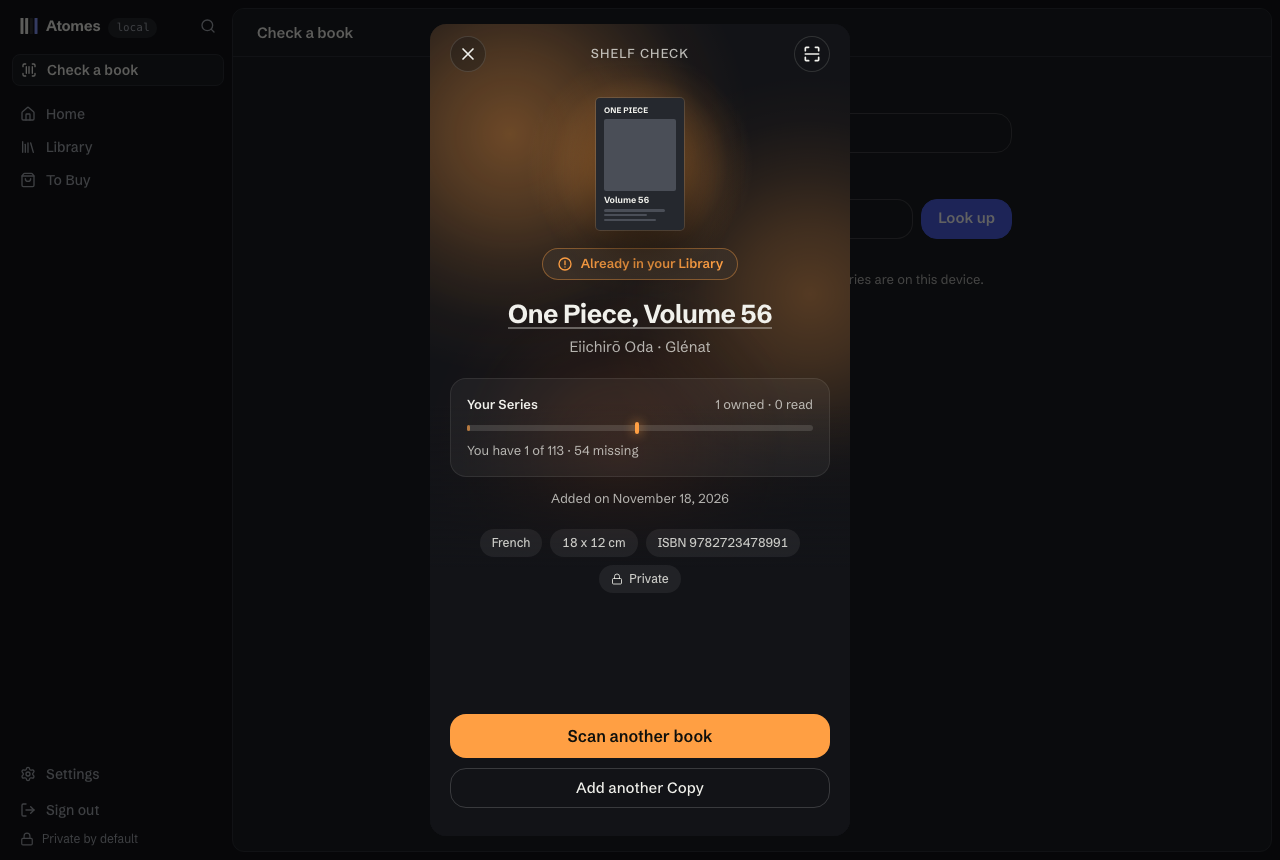 Atomes local
Check a book
Home
Library
To Buy
Settings
Sign out
Private by default
Check a book
Look up
ries are on this device.
SHELF CHECK
ONE PIECE
Volume 56
Already in your Library
One Piece, Volume 56
Eiichirō Oda · Glénat
Your Series 1 owned · 0 read
You have 1 of 113 · 54 missing
Added on November 18, 2026
French 18 x 12 cm ISBN 9782723478991
Private
Scan another book
Add another Copy